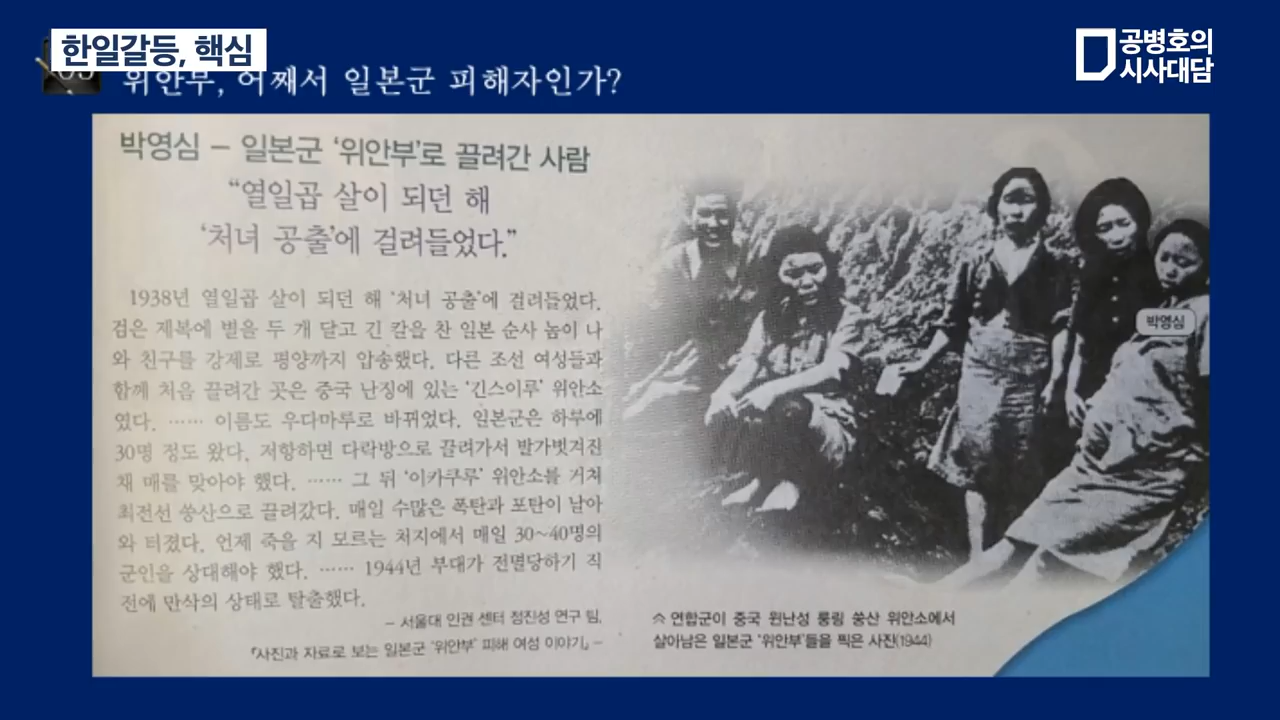 한일갈등, 핵심
공병호의
시사대담
위안부, 어째서 일본군 피해자인가?
박영심 – 일본군 '위안부'로 끌려간 사람
“열일곱 살이 되던 해
'처녀 공출'에 걸려들었다.”
1938년 열일곱 살이 되던 해 '처녀 공출'에 걸려들었다.
검은 제복에 별을 두 개 달고 긴 칼을 찬 일본 순사 놈이 나
와 친구를 강제로 평양까지 압송했다. 다른 조선 여성들과
함께 처음 끌려간 곳은 중국 난징에 있는 '긴스이루' 위안소
였다. …… 이름도 우다마루로 바뀌었다. 일본군은 하루에
30명 정도 왔다. 저항하면 다락방으로 끌려가서 발가벗겨진
채 매를 맞아야 했다. …… 그 뒤 '이카쿠루' 위안소를 거쳐
최전선 쑹산으로 끌려갔다. 매일 수많은 폭탄과 포탄이 날아
와 터졌다. 언제 죽을 지 모르는 처지에서 매일 30~40명의
군인을 상대해야 했다. …… 1944년 부대가 전멸당하기 직
전에 만삭의 상태로 탈출했다.
– 서울대 인권 센터 정진성 연구 팀,
『사진과 자료로 보는 일본군 '위안부' 피해 여성 이야기』 –
박영심
연합군이 중국 윈난성 룽링 쑹산 위안소에서
살아남은 일본군 '위안부'들을 찍은 사진(1944)